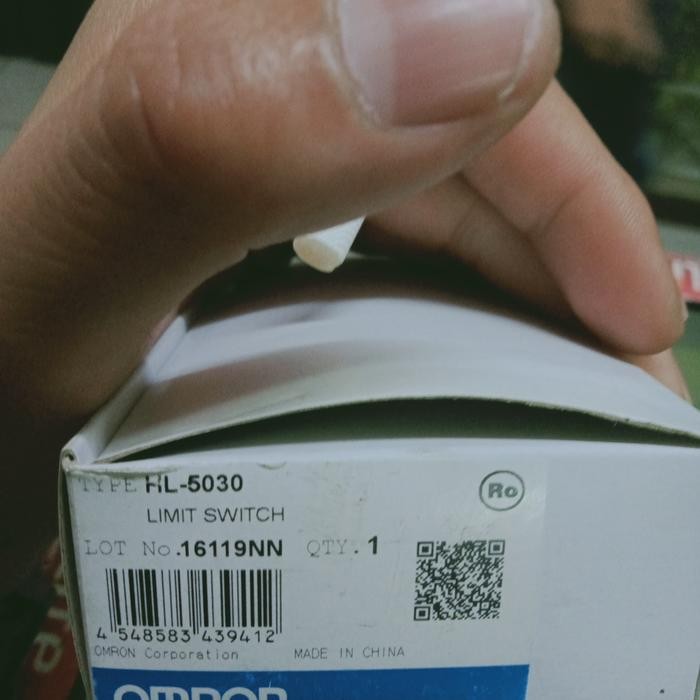 TYPE HL-5030
Ro
LIMIT SWITCH
LOT No.16119NN QTY. 1
4 548583 439412
OMRON Corporation MADE IN CHINA
OMRON